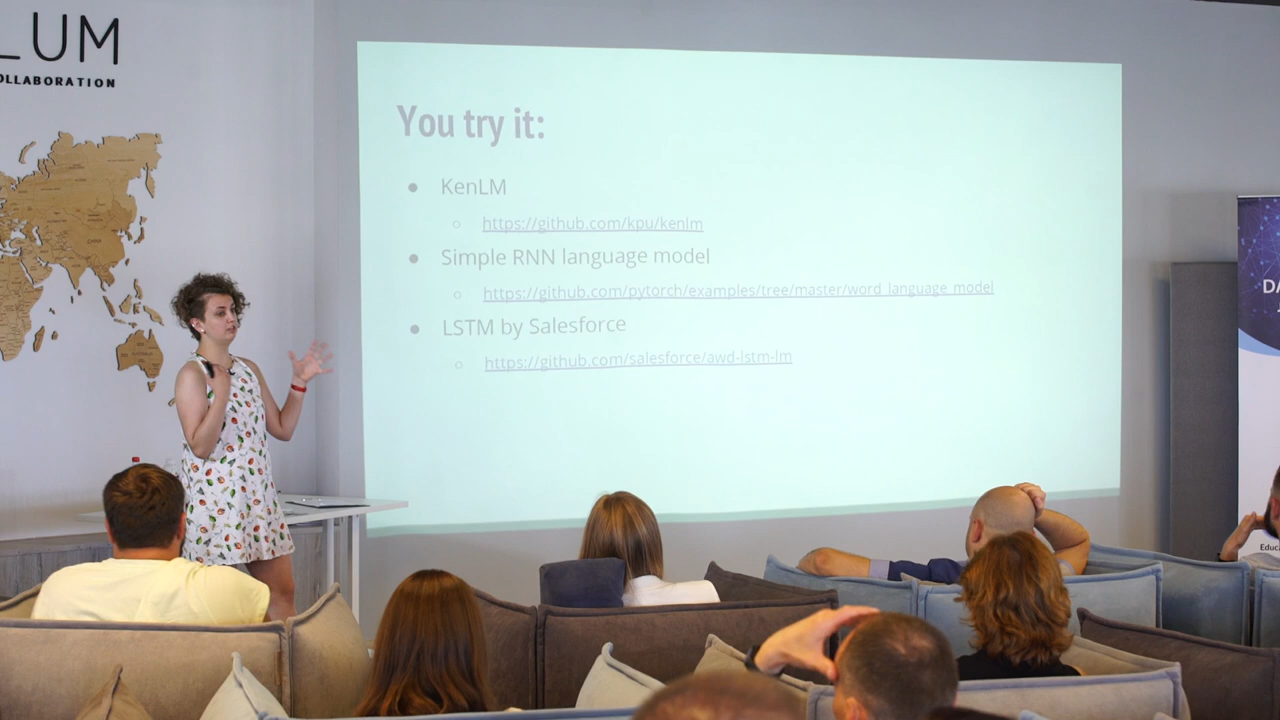 LUM
OLLABORATION
You try it:
KenLM
https://github.com/kpu/kenlm
Simple RNN language model
https://github.com/pytorch/examples/tree/master/word_language_model
LSTM by Salesforce
https://github.com/salesforce/awd-lstm-lm
DA
Educa